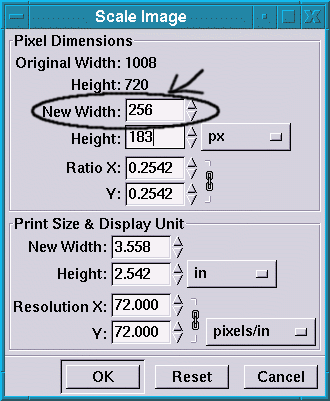 Scale Image
Pixel Dimensions
Original Width: 1008
Height: 720
New Width: 256
Height: 183 px
Ratio X: 0.2542
Y: 0.2542
Print Size & Display Unit
New Width: 3.558
Height: 2.542 in
Resolution X: 72.000
Y: 72.000 pixels/in
OK Reset Cancel